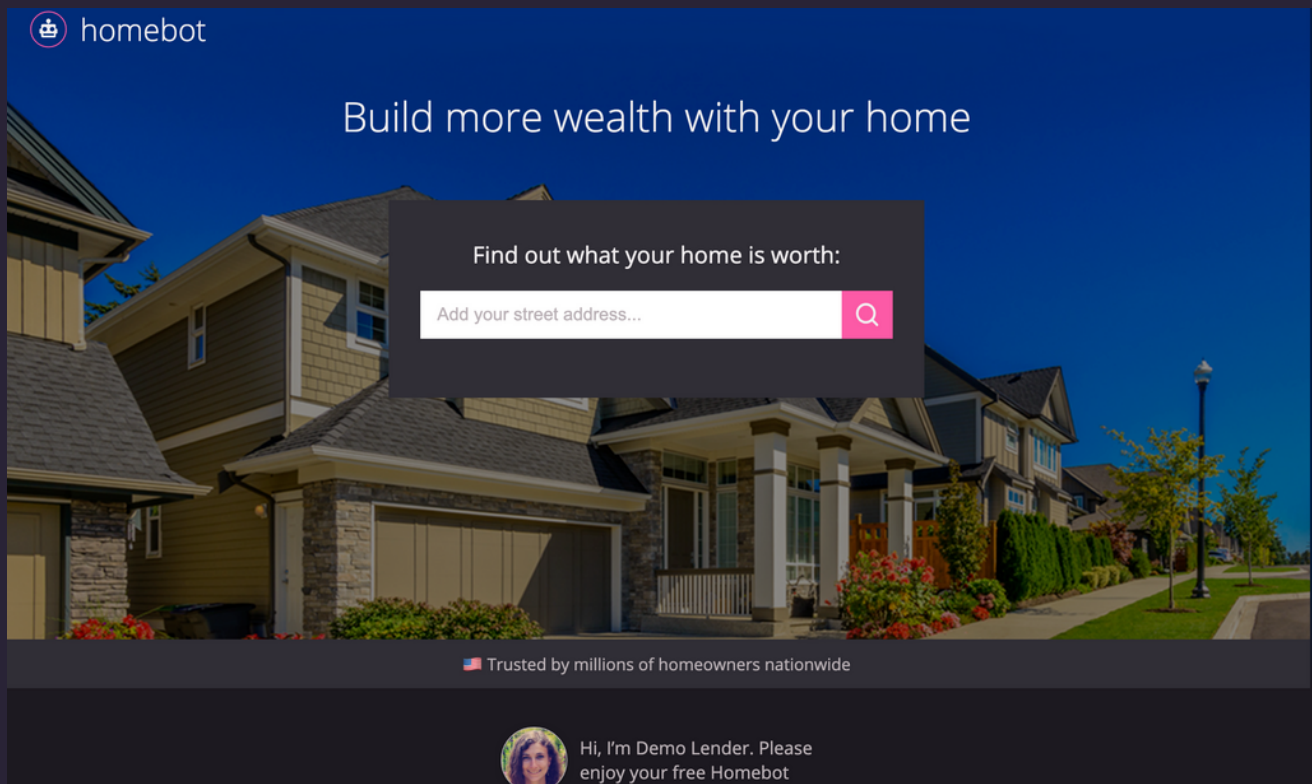 homebot
Build more wealth with your home
Find out what your home is worth:
Add your street address...
🇺🇸 Trusted by millions of homeowners nationwide
Hi, I'm Demo Lender. Please
enjoy your free Homebot